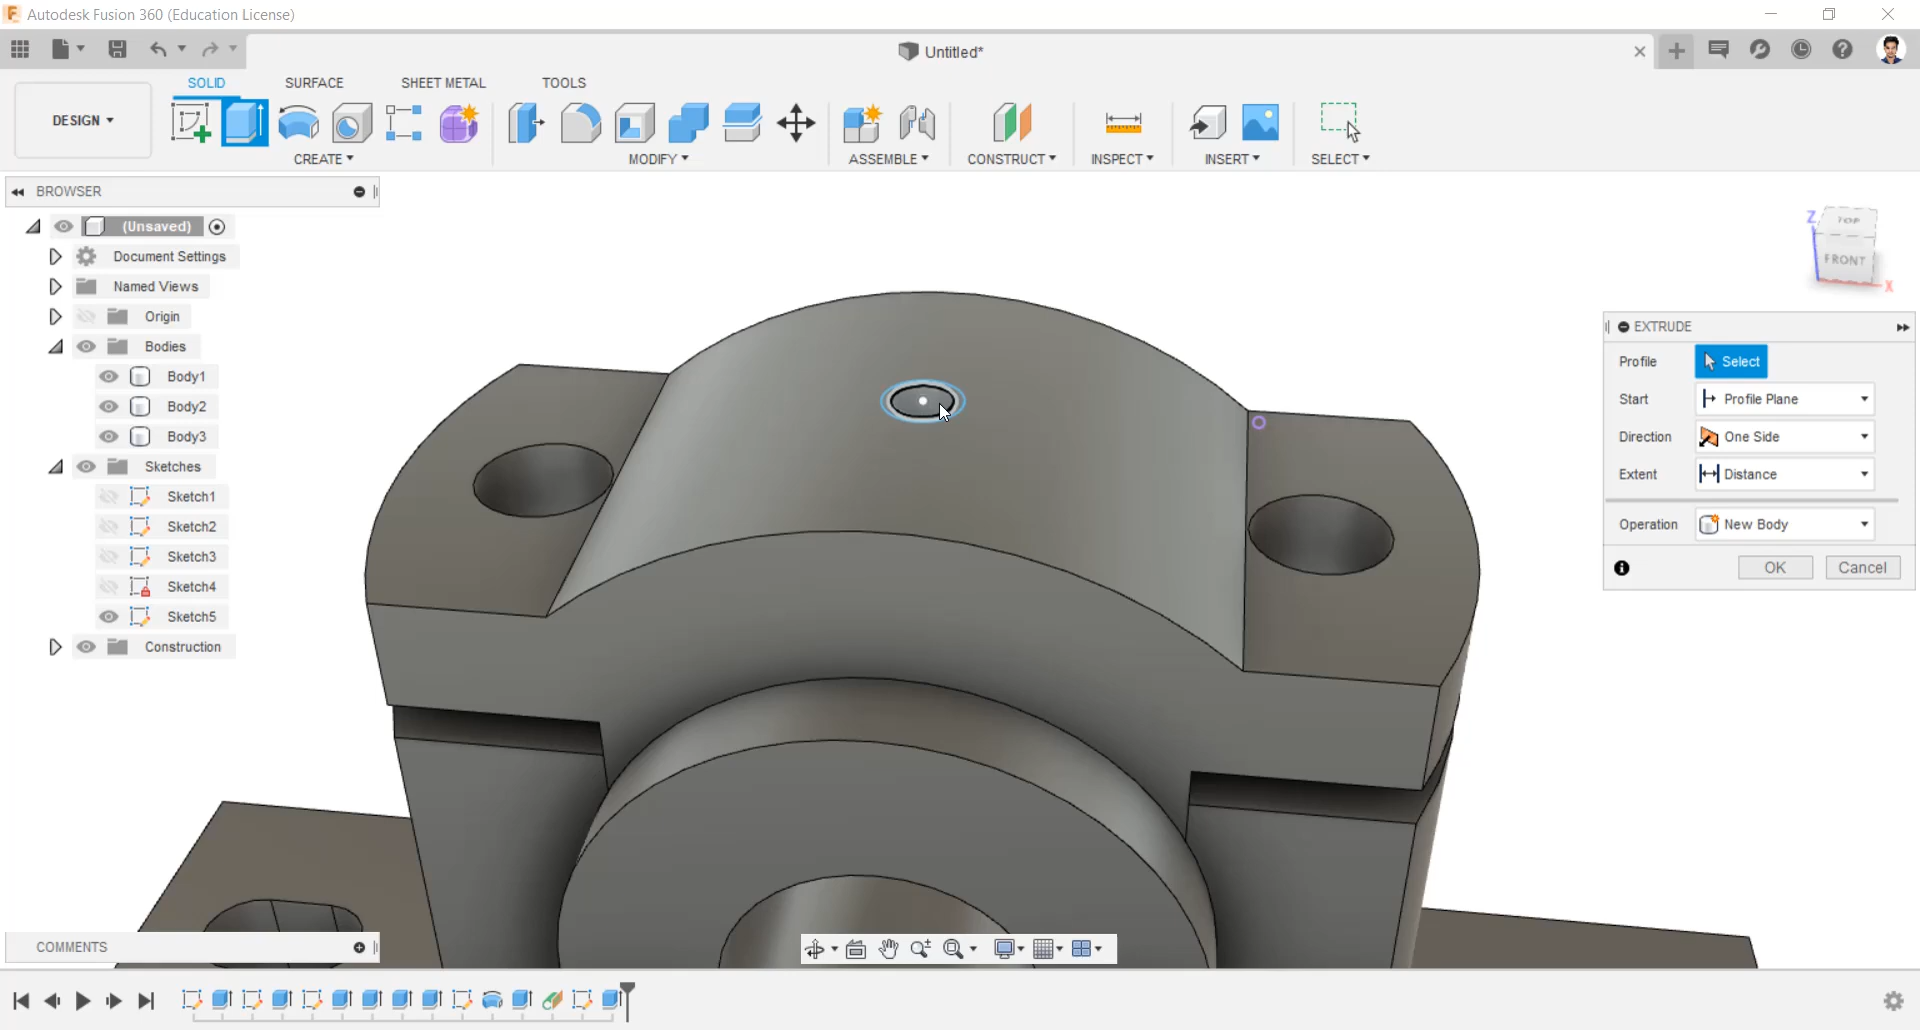 Autodesk Fusion 360 (Education License)
Untitled*
SOLID SURFACE SHEET METAL TOOLS
DESIGN
CREATE MODIFY ASSEMBLE CONSTRUCT INSPECT INSERT SELECT
BROWSER
(Unsaved)
Document Settings
Named Views
Origin
Bodies
Body1
Body2
Body3
Sketches
Sketch1
Sketch2
Sketch3
Sketch4
Sketch5
Construction
Z
TOP
FRONT
X
EXTRUDE
Profile Select
Start Profile Plane
Direction One Side
Extent Distance
Operation New Body
OK Cancel
COMMENTS